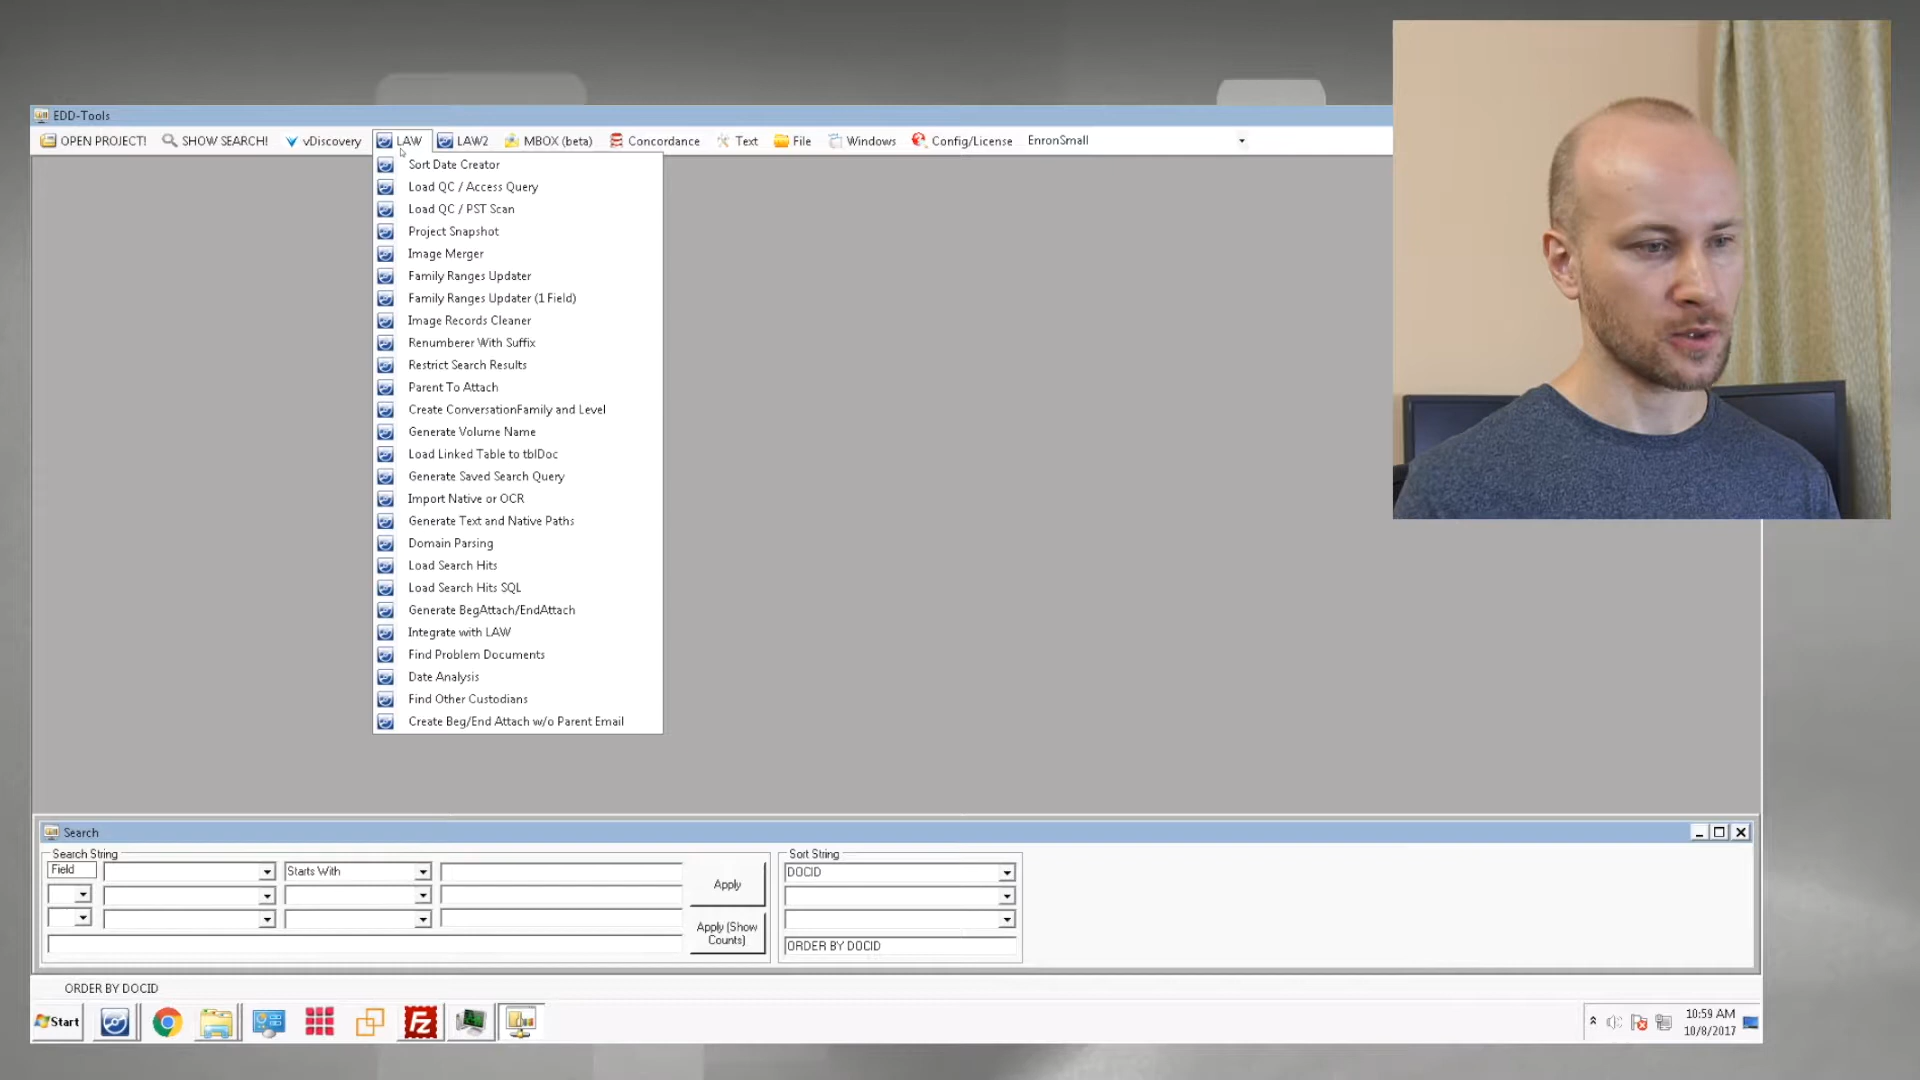 EDD-Tools
OPEN PROJECT! SHOW SEARCH! vDiscovery LAW LAW2 MBOX (beta) Concordance Text File Windows Config/License EnronSmall
Sort Date Creator
Load QC / Access Query
Load QC / PST Scan
Project Snapshot
Image Merger
Family Ranges Updater
Family Ranges Updater (1 Field)
Image Records Cleaner
Renumberer With Suffix
Restrict Search Results
Parent To Attach
Create ConversationFamily and Level
Generate Volume Name
Load Linked Table to tblDoc
Generate Saved Search Query
Import Native or OCR
Generate Text and Native Paths
Domain Parsing
Load Search Hits
Load Search Hits SQL
Generate BegAttach/EndAttach
Integrate with LAW
Find Problem Documents
Date Analysis
Find Other Custodians
Create Beg/End Attach w/o Parent Email
Search
Search String
Field
Starts With
Apply
Apply (Show
Counts)
Sort String
DOCID
ORDER BY DOCID
ORDER BY DOCID
Start
FZ
10:59 AM
10/8/2017